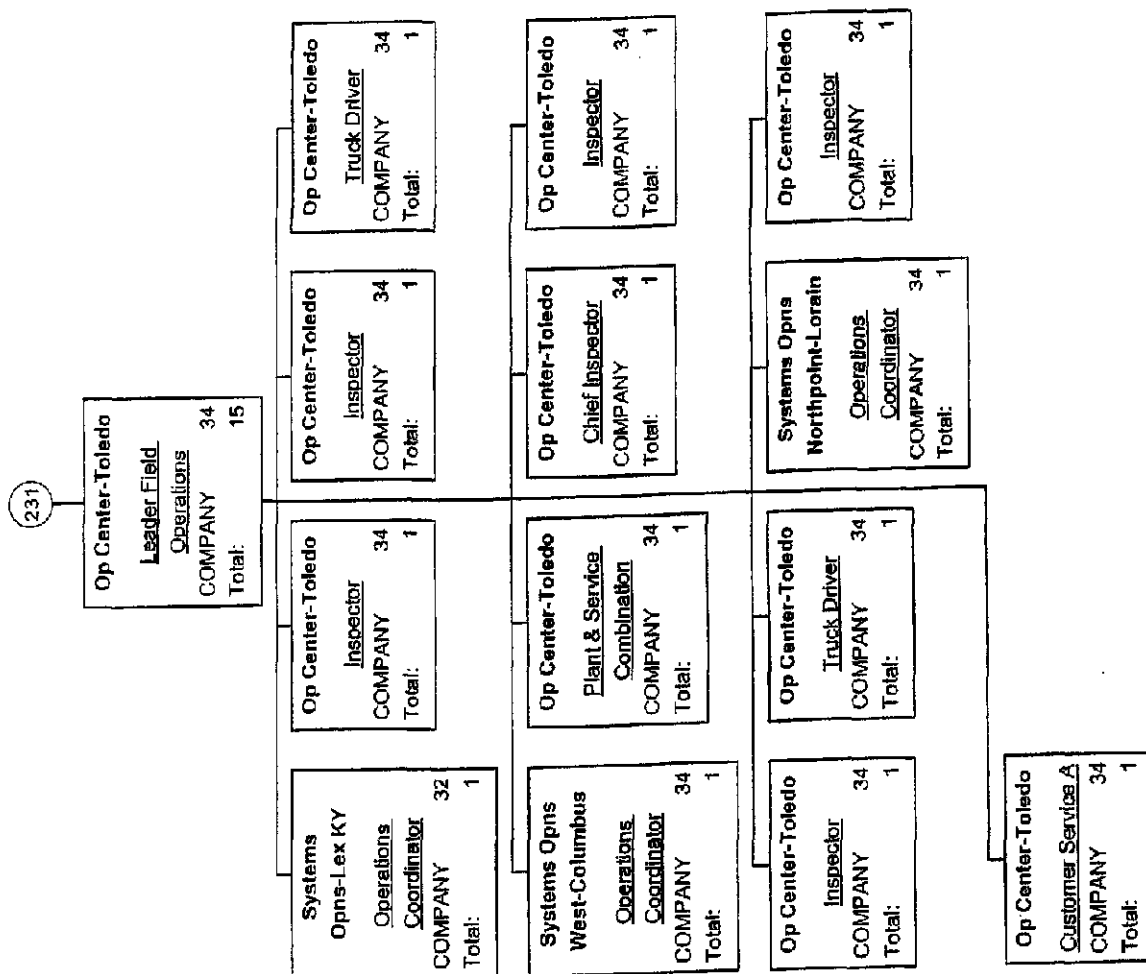 231
Op Center-Toledo
Leader Field
Operations
COMPANY 34
Total: 15
Systems
Opns-Lex KY
Operations
Coordinator
COMPANY 32
Total: 1
Op Center-Toledo
Inspector
COMPANY 34
Total: 1
Op Center-Toledo
Inspector
COMPANY 34
Total: 1
Op Center-Toledo
Truck Driver
COMPANY 34
Total: 1
Systems Opns
West-Columbus
Operations
Coordinator
COMPANY 34
Total: 1
Op Center-Toledo
Plant & Service
Combination
COMPANY 34
Total: 1
Op Center-Toledo
Chief Inspector
COMPANY 34
Total: 1
Op Center-Toledo
Inspector
COMPANY 34
Total: 1
Op Center-Toledo
Inspector
COMPANY 34
Total: 1
Op Center-Toledo
Truck Driver
COMPANY 34
Total: 1
Systems Opns
Northpoint-Lorain
Operations
Coordinator
COMPANY 34
Total: 1
Op Center-Toledo
Inspector
COMPANY 34
Total: 1
Op Center-Toledo
Customer Service A
COMPANY 34
Total: 1